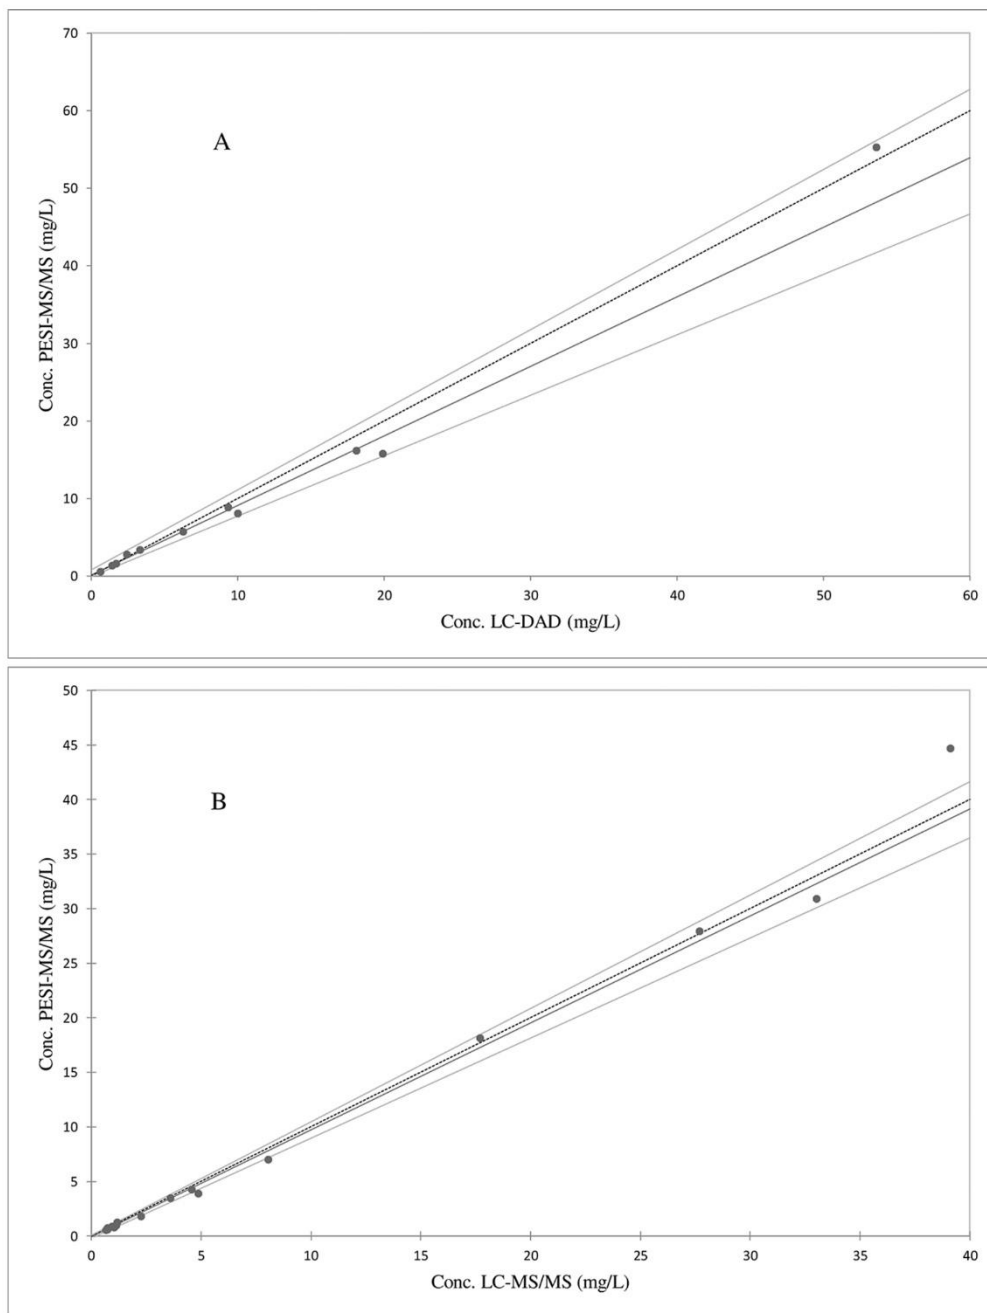 70
60
50
40
30
20
10
0
A
Conc. PESI-MS/MS (mg/L)
0 10 20 30 40 50 60
Conc. LC-DAD (mg/L)
50
45
40
35
30
25
20
15
10
5
0
B
Conc. PESI-MS/MS (mg/L)
0 5 10 15 20 25 30 35 40
Conc. LC-MS/MS (mg/L)